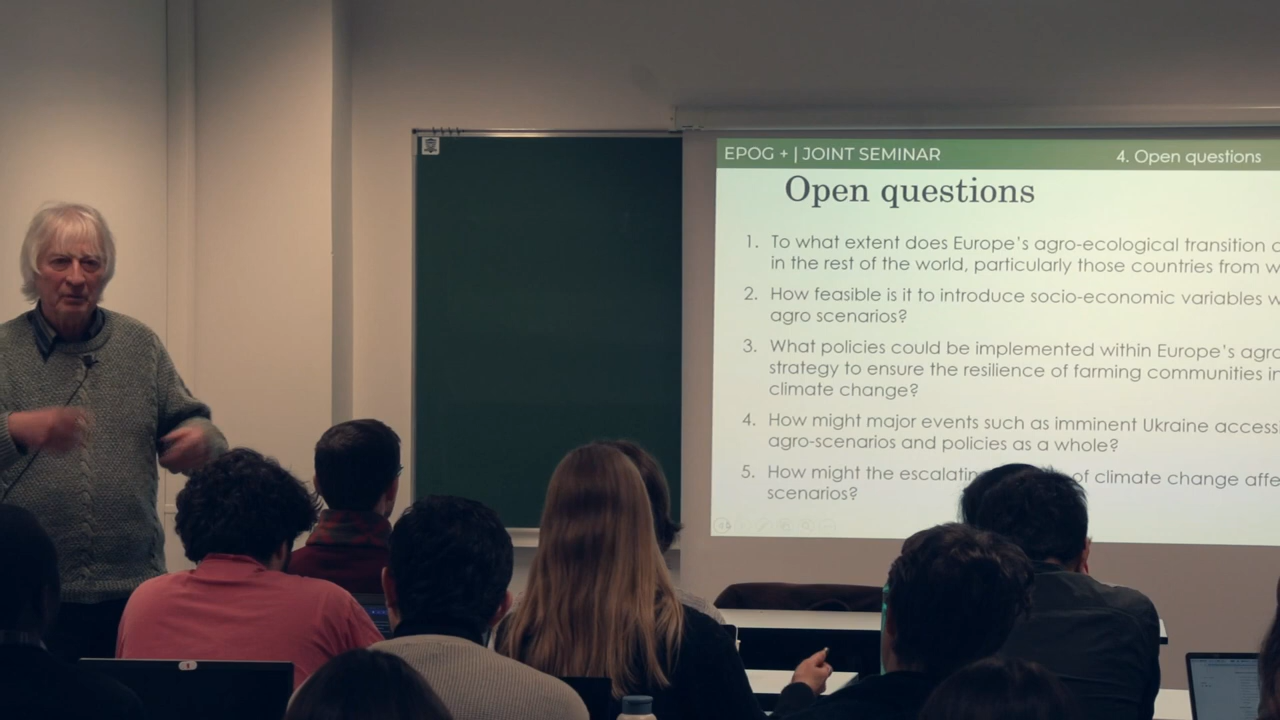 EPOG + | JOINT SEMINAR
4. Open questions
Open questions
1. To what extent does Europe's agro-ecological transition
in the rest of the world, particularly those countries from
2. How feasible is it to introduce socio-economic variables
agro scenarios?
3. What policies could be implemented within Europe's
strategy to ensure the resilience of farming communities
climate change?
4. How might major events such as imminent Ukraine
agro-scenarios and policies as a whole?
5. How might the of climate change
scenarios?